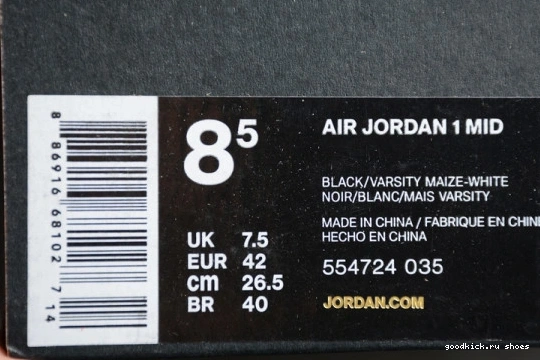 8 86916 68102 7 14
8⁵
AIR JORDAN 1 MID
BLACK/VARSITY MAIZE-WHITE
NOIR/BLANC/MAIS VARSITY
MADE IN CHINA / FABRIQUE EN CHINE
HECHO EN CHINA
UK 7.5
EUR 42
cm 26.5
BR 40
554724 035
JORDAN.COM
goodkick.ru shoes